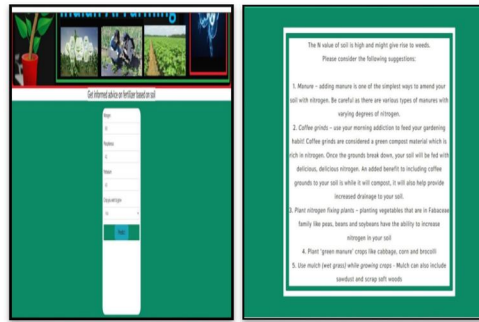 Indian AI Farming
Get informed advice on fertilizer based on soil
Nitrogen
Phosphorous
Potassium
The N value of soil is high and might give rise to weeds.
Please consider the following suggestions:
1. Manure – adding manure is one of the simplest ways to amend your
soil with nitrogen. Be careful as there are various types of manures with
varying degrees of nitrogen.
2. Coffee grinds – use your morning addiction to feed your gardening
habit! Coffee grinds are considered a green compost material which is
rich in nitrogen. Once the grounds break down, your soil will be fed with
delicious, delicious nitrogen. An added benefit to including coffee
grounds to your soil is while it will compost, it will also help provide
increased drainage to your soil.
3. Plant nitrogen fixing plants – planting vegetables that are in Fabaceae
family like peas, beans and soybeans have the ability to increase
nitrogen in your soil
4. Plant 'green manure' crops like cabbage, corn and brocolli
5. Use mulch (wet grass) while growing crops - Mulch can also include
sawdust and scrap soft woods